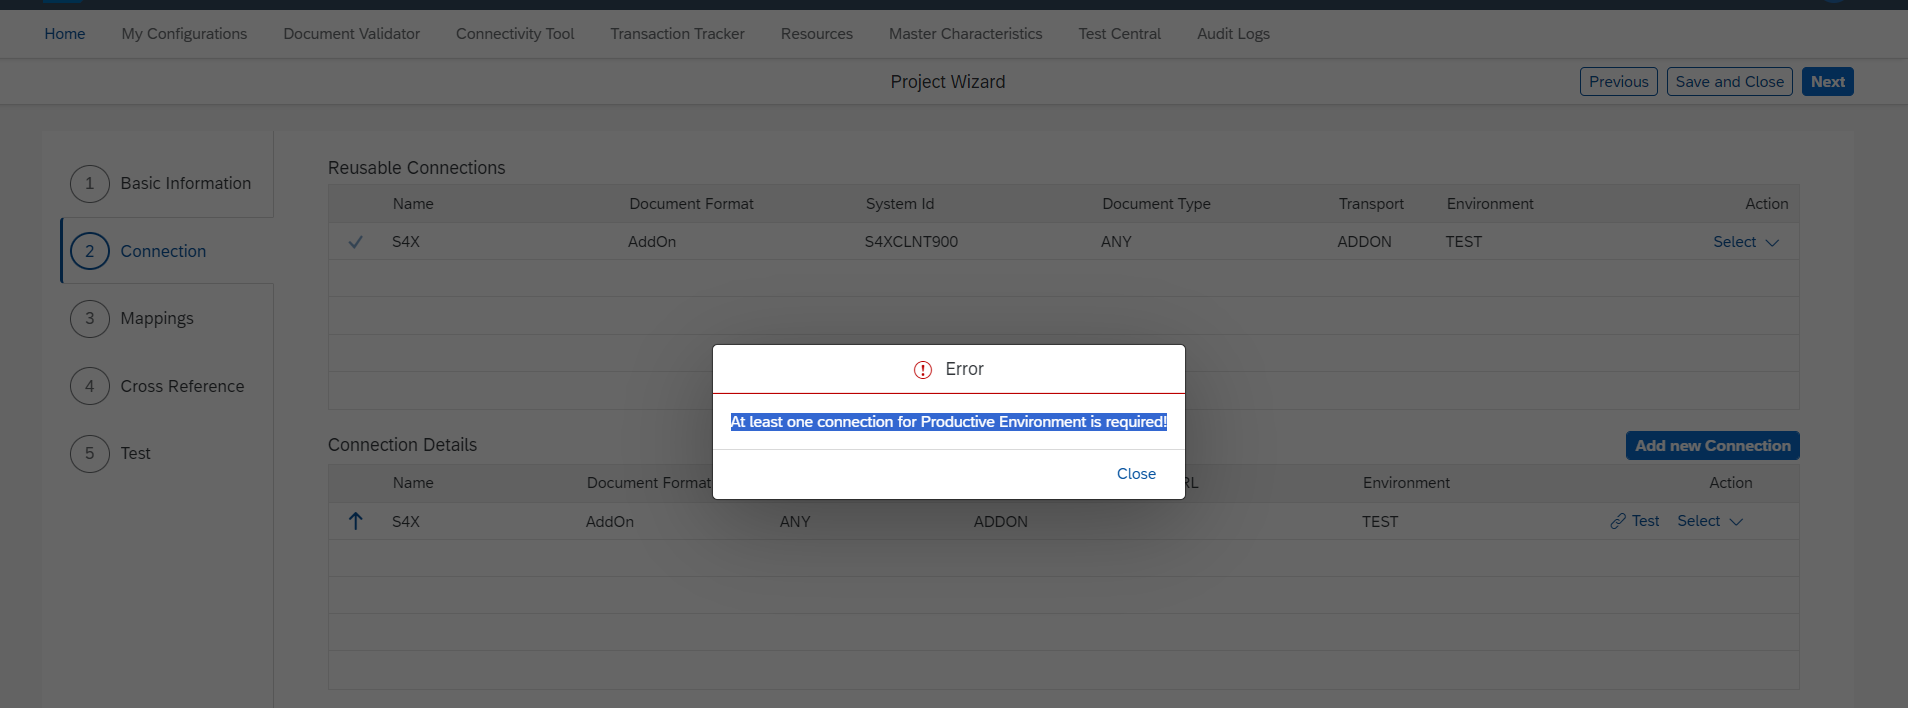 Home My Configurations Document Validator Connectivity Tool Transaction Tracker Resources Master Characteristics Test Central Audit Logs
Project Wizard
Previous Save and Close Next
1 Basic Information
2 Connection
3 Mappings
4 Cross Reference
5 Test
Reusable Connections
Name Document Format System Id Document Type Transport Environment Action
S4X AddOn S4XCLNT900 ANY ADDON TEST Select
Error
At least one connection for Productive Environment is required!
Close
Connection Details
Add new Connection
Name Document Format Environment Action
S4X AddOn ANY ADDON TEST Test Select